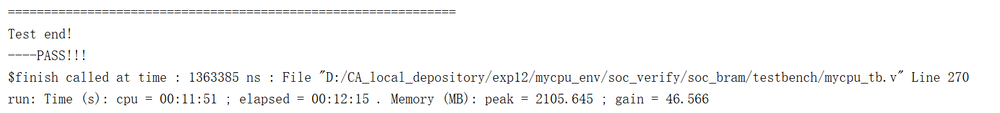 ==============================================================
Test end!
----PASS!!!
$finish called at time : 1363385 ns : File "D:/CA_local_depository/exp12/mycpu_env/soc_verify/soc_bram/testbench/mycpu_tb.v" Line 270
run: Time (s): cpu = 00:11:51 ; elapsed = 00:12:15 . Memory (MB): peak = 2105.645 ; gain = 46.566